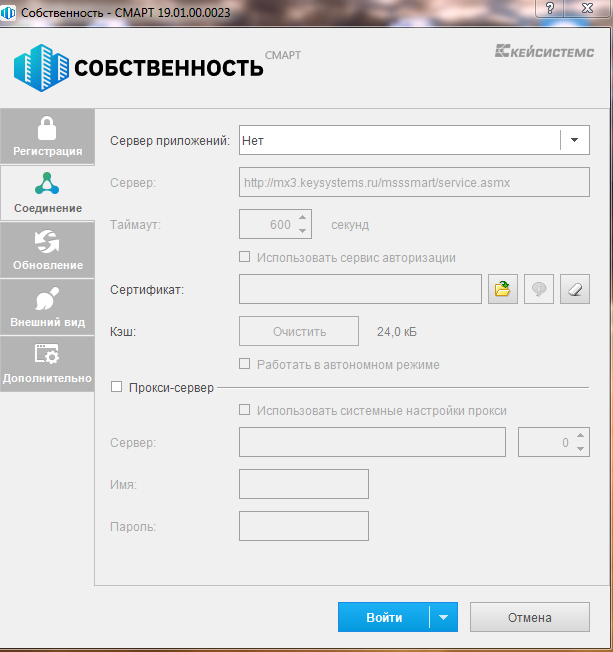 Собственность - СМАРТ 19.01.00.0023
?
СОБСТВЕННОСТЬ СМАРТ
КЕЙСИСТЕМС
Регистрация
Соединение
Обновление
Внешний вид
Дополнительно
Сервер приложений: Нет
Сервер: http://mx3.keysystems.ru/msssmart/service.asmx
Таймаут: 600 секунд
Использовать сервис авторизации
Сертификат:
Кэш: Очистить 24,0 кБ
Работать в автономном режиме
Прокси-сервер
Использовать системные настройки прокси
Сервер: 0
Имя:
Пароль:
Войти Отмена